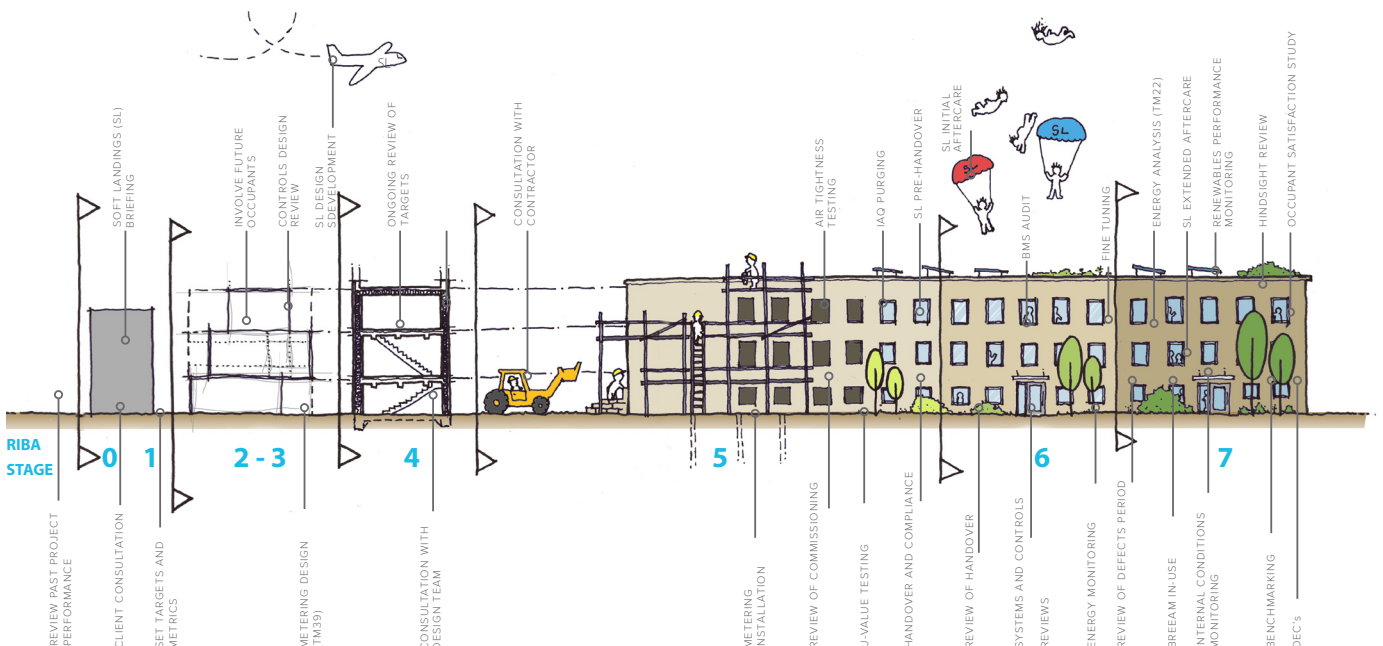 SL
SOFT LANDINGS (SL)
BRIEFING
INVOLVE FUTURE
OCCUPANTS
CONTROLS DESIGN
REVIEW
SL DESIGN
SDEVELOPMENT
ONGOING REVIEW OF
TARGETS
CONSULTATION WITH
CONTRACTOR
AIR TIGHTNESS
TESTING
IAQ PURGING
SL PRE-HANDOVER
SL INITIAL
AFTERCARE
SL
SL
BMS AUDIT
FINE TUNING
ENERGY ANALYSIS (TM22)
SL EXTENDED AFTERCARE
RENEWABLES PERFORMANCE
MONITORING
HINDSIGHT REVIEW
OCCUPANT SATISFACTION STUDY
RIBA
STAGE
0
1
2 - 3
4
5
6
7
REVIEW PAST PROJECT
PERFORMANCE
CLIENT CONSULTATION
SET TARGETS AND
METRICS
METERING DESIGN
TM39)
CONSULTATION WITH
DESIGN TEAM
METERING
NSTALLATION
REVIEW OF COMMISSIONING
U-VALUE TESTING
HANDOVER AND COMPLIANCE
REVIEW OF HANDOVER
SYSTEMS AND CONTROLS
REVIEWS
ENERGY MONITORING
REVIEW OF DEFECTS PERIOD
BREEAM IN-USE
NTERNAL CONDITIONS
MONITORING
BENCHMARKING
DEC's